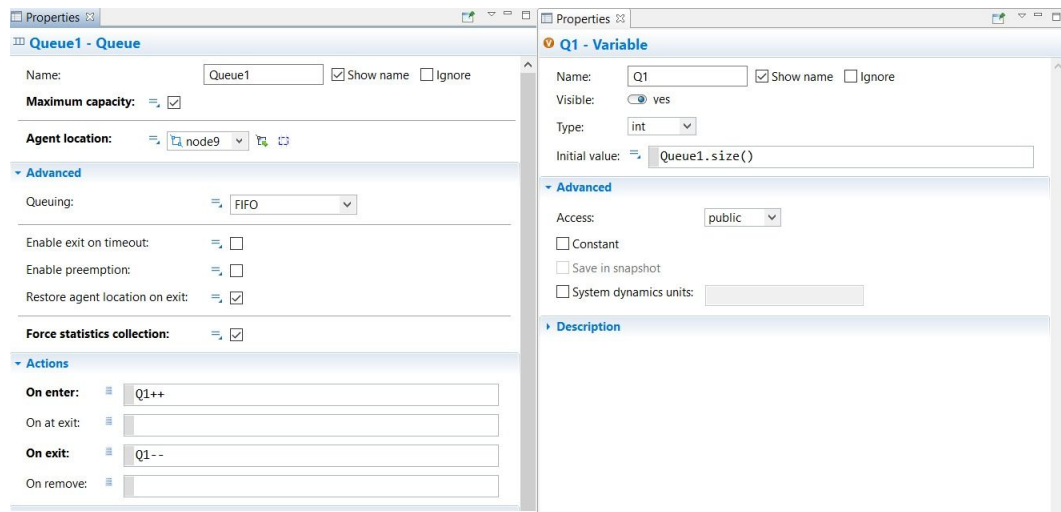 Properties
Queue1 - Queue
Name: Queue1 Show name Ignore
Maximum capacity:
Agent location: node9
Advanced
Queuing: FIFO
Enable exit on timeout:
Enable preemption:
Restore agent location on exit:
Force statistics collection:
Actions
On enter: Q1++
On at exit:
On exit: Q1--
On remove:
Properties
Q1 - Variable
Name: Q1 Show name Ignore
Visible: yes
Type: int
Initial value: Queue1.size()
Advanced
Access: public
Constant
Save in snapshot
System dynamics units:
Description